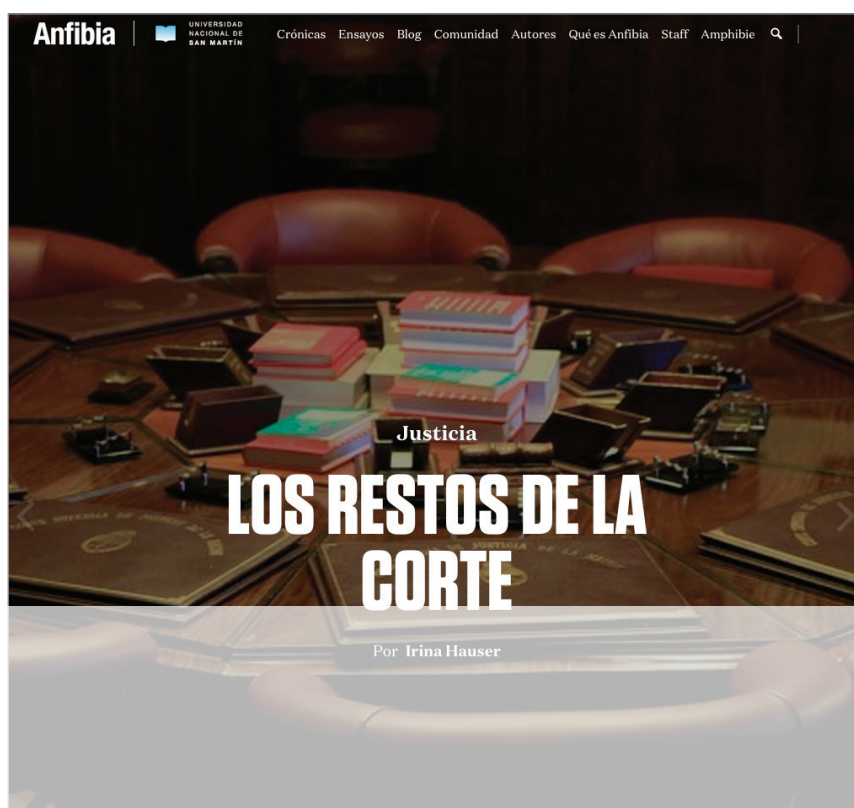 Anfibia
UNIVERSIDAD
NACIONAL DE
SAN MARTÍN
Crónicas Ensayos Blog Comunidad Autores Qué es Anfibia Staff Amphibie
Justicia
LOS RESTOS DE LA
CORTE
Por Irina Hauser